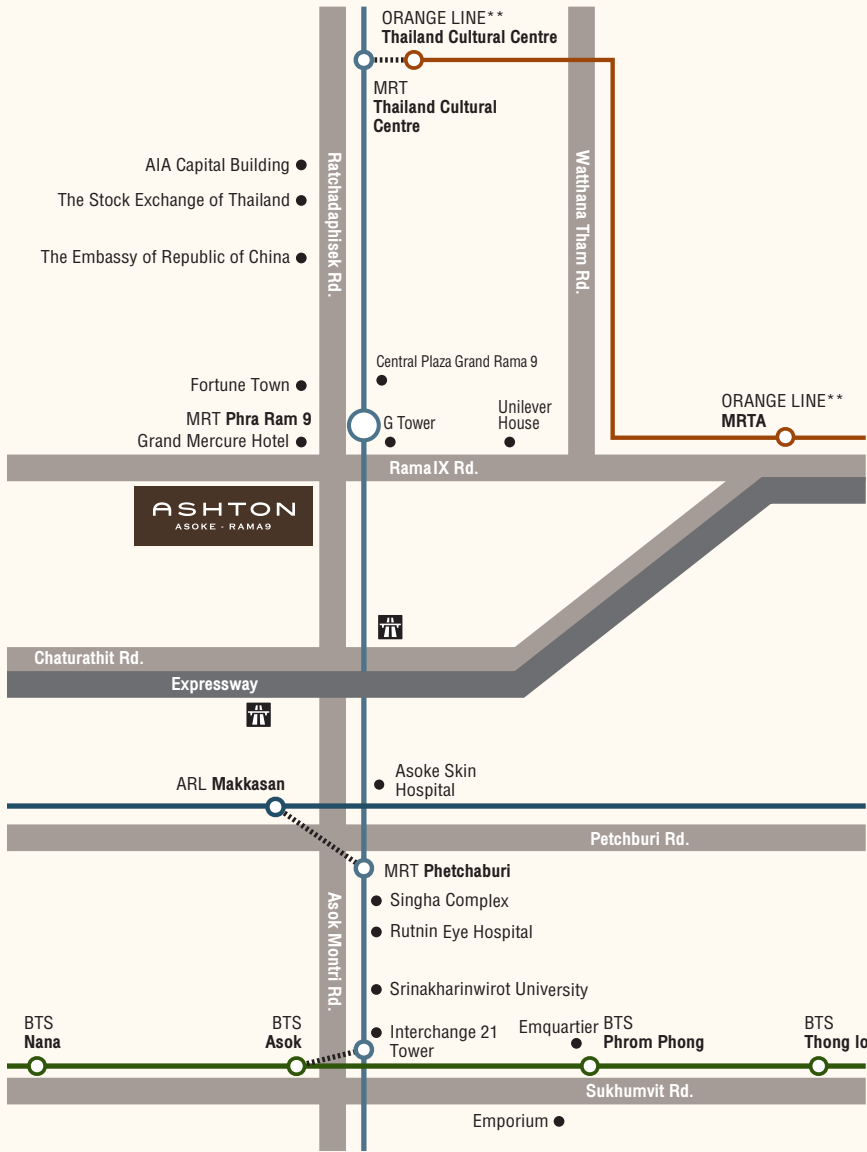 ORANGE LINE**
Thailand Cultural Centre
MRT
Thailand Cultural
Centre
AIA Capital Building
The Stock Exchange of Thailand
The Embassy of Republic of China
Ratchadaphisek Rd.
Watthana Tham Rd.
Central Plaza Grand Rama 9
Fortune Town
MRT Phra Ram 9
G Tower
Unilever
House
Grand Mercure Hotel
ORANGE LINE**
MRTA
Rama IX Rd.
ASHTON
ASOKE - RAMA9
Chaturathit Rd.
Expressway
ARL Makkasan
Asoke Skin
Hospital
Petchburi Rd.
MRT Phetchaburi
Singha Complex
Rutnin Eye Hospital
Asok Montri Rd.
Srinakharinwirot University
Interchange 21
Tower
BTS
Nana
BTS
Asok
Emquartier
BTS
Phrom Phong
BTS
Thong lo
Sukhumvit Rd.
Emporium